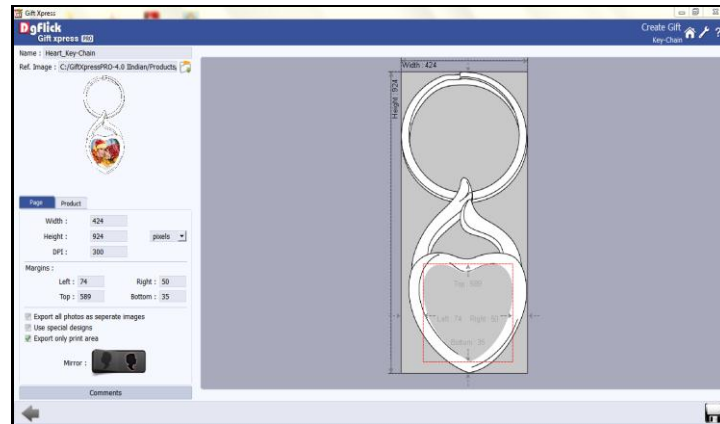 Gift Xpress
DgFlick
Gift xpress PRO
Create Gift
Key-Chain
Name : Heart_Key-Chain
Ref. Image : C:/GiftXpressPRO-4.0 IIndian/Products,
Page Product
Width : 424
Height : 924 pixels
DPI : 300
Margins :
Left : 74 Right : 50
Top : 589 Bottom : 35
Export all photos as seperate images
Use special designs
Export only print area
Mirror :
Comments
Width : 424
Height : 924
Top : 589
Left : 74 Right : 50
Bottom : 35